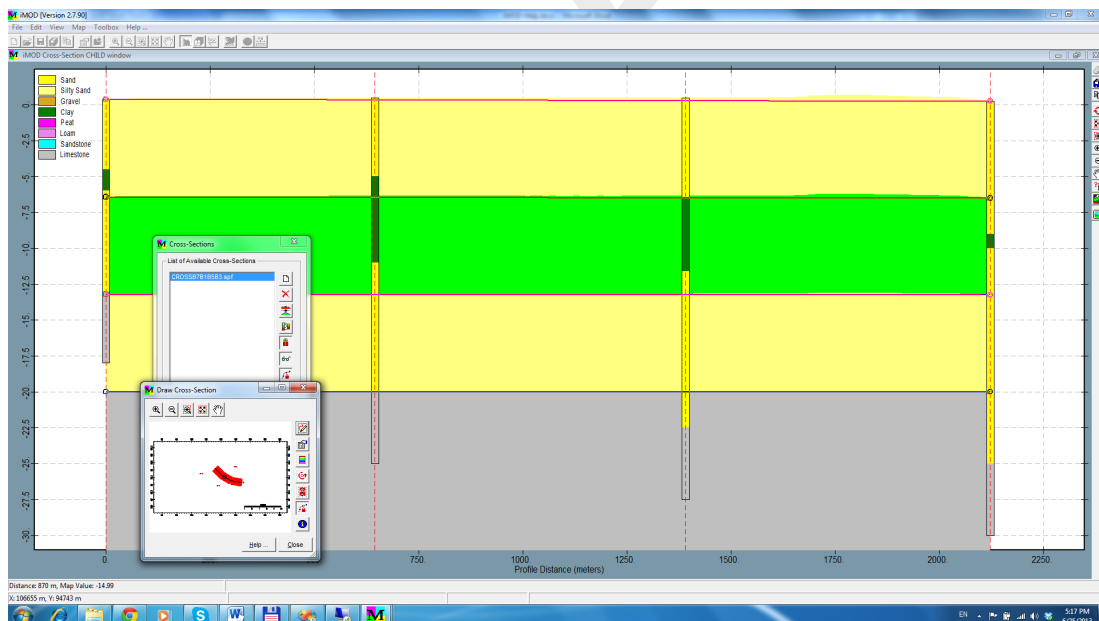 iMOD [Version 2.7.90]
File Edit View Map Toolbox Help ...
iMOD Cross-Section CHILD window
Sand
Silty Sand
Gravel
Clay
Peat
Loam
Sandstone
Limestone
0
-2.5
-5
-7.5
-10.
-12.5
-15.
-17.5
-20.
-22.5
-25.
-27.5
-30.
Cross-Sections
List of Available Cross-Sections
CROSSB7B1B5B3.spf
Draw Cross-Section
Help ...
Close
0. 750. 1000. 1250. 1500. 1750. 2000. 2250.
Profile Distance (meters)
Distance: 870 m, Map Value: -14.99
X: 106655 m, Y: 94743 m
EN
5:17 PM